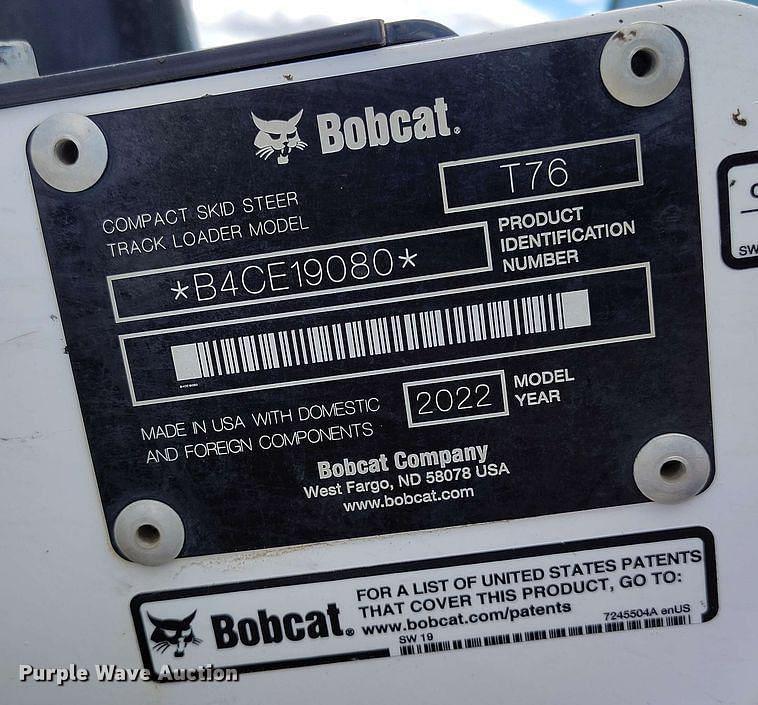 Bobcat.
COMPACT SKID STEER
TRACK LOADER MODEL
T76
*B4CE19080*
PRODUCT
IDENTIFICATION
NUMBER
MADE IN USA WITH DOMESTIC
AND FOREIGN COMPONENTS
2022
MODEL
YEAR
Bobcat Company
West Fargo, ND 58078 USA
www.bobcat.com
Bobcat.
FOR A LIST OF UNITED STATES PATENTS
THAT COVER THIS PRODUCT, GO TO:
www.bobcat.com/patents
7245504A enUS
SW 19
SW
Purple Wave Auction